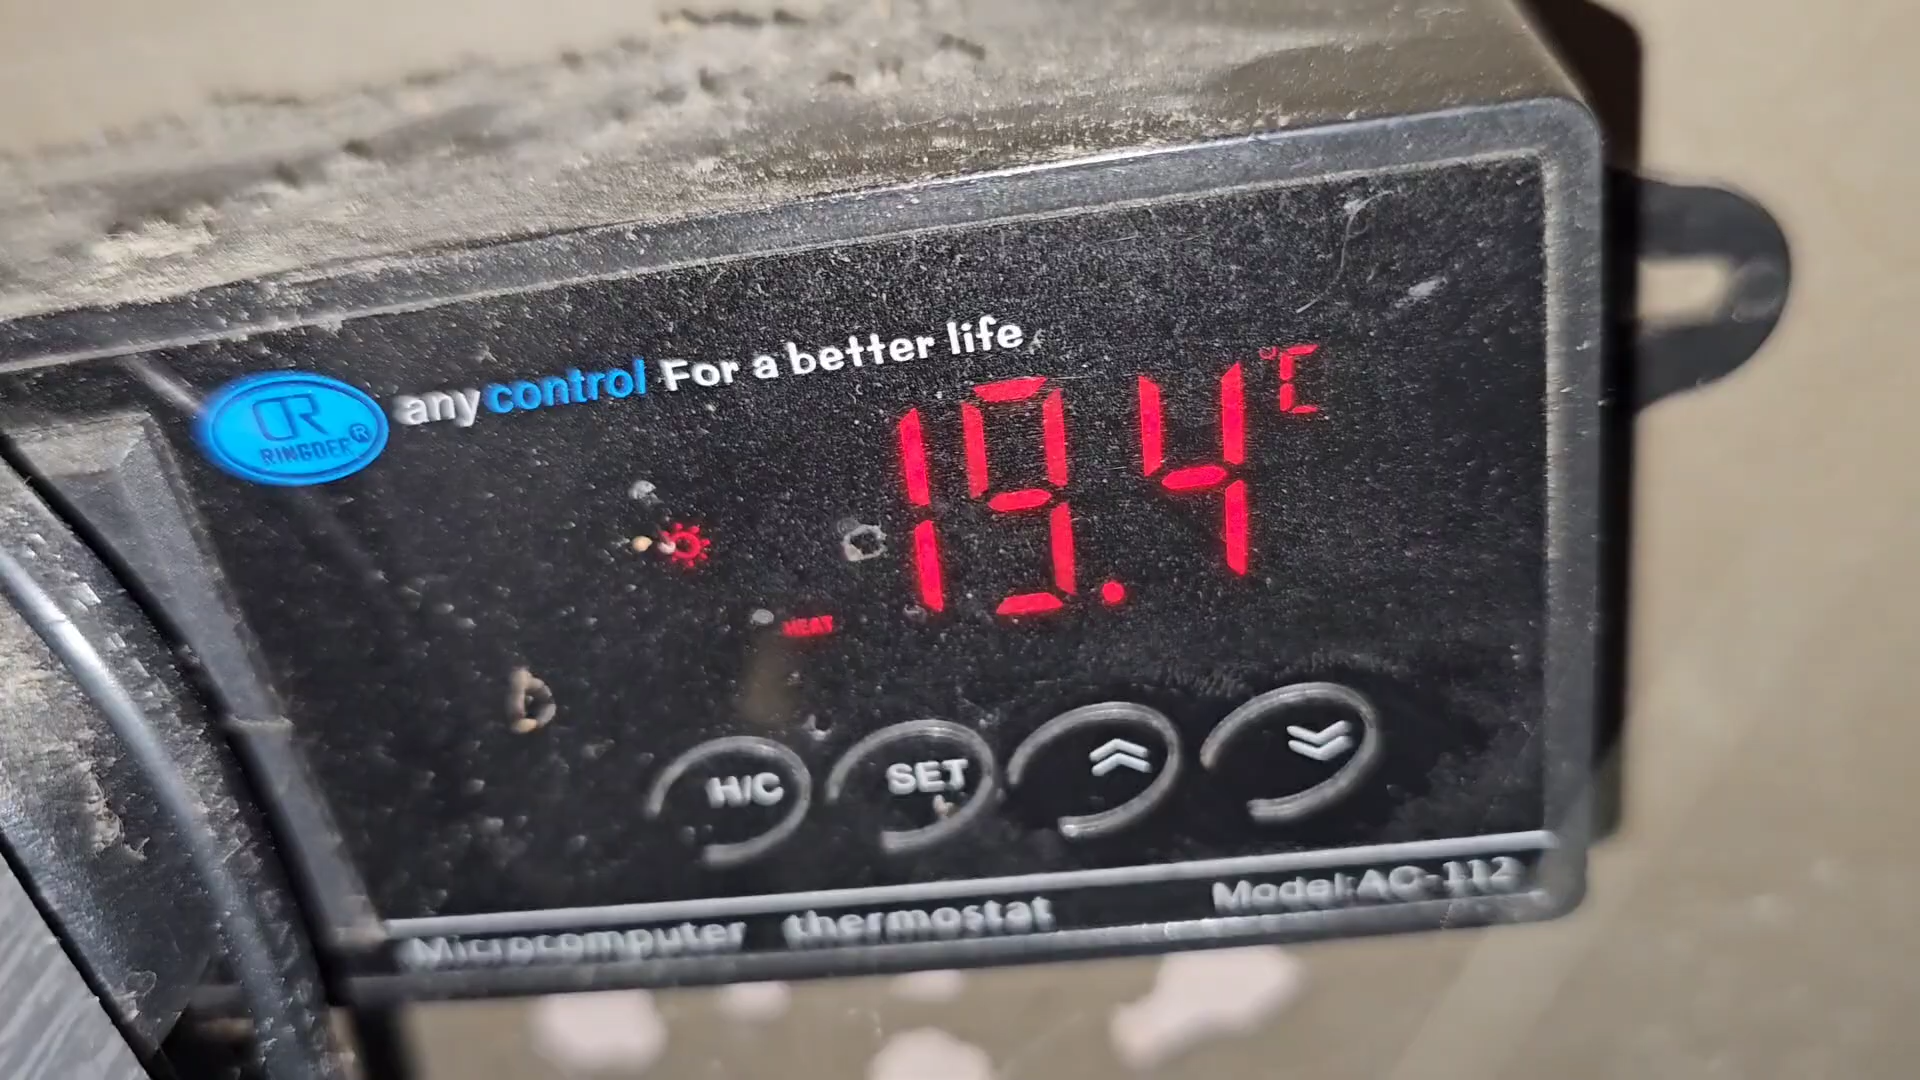 anycontrol For a better life
RINGDER®
19.4 °C
HEAT
H/C SET
Microcomputer thermostat Model:AC-112